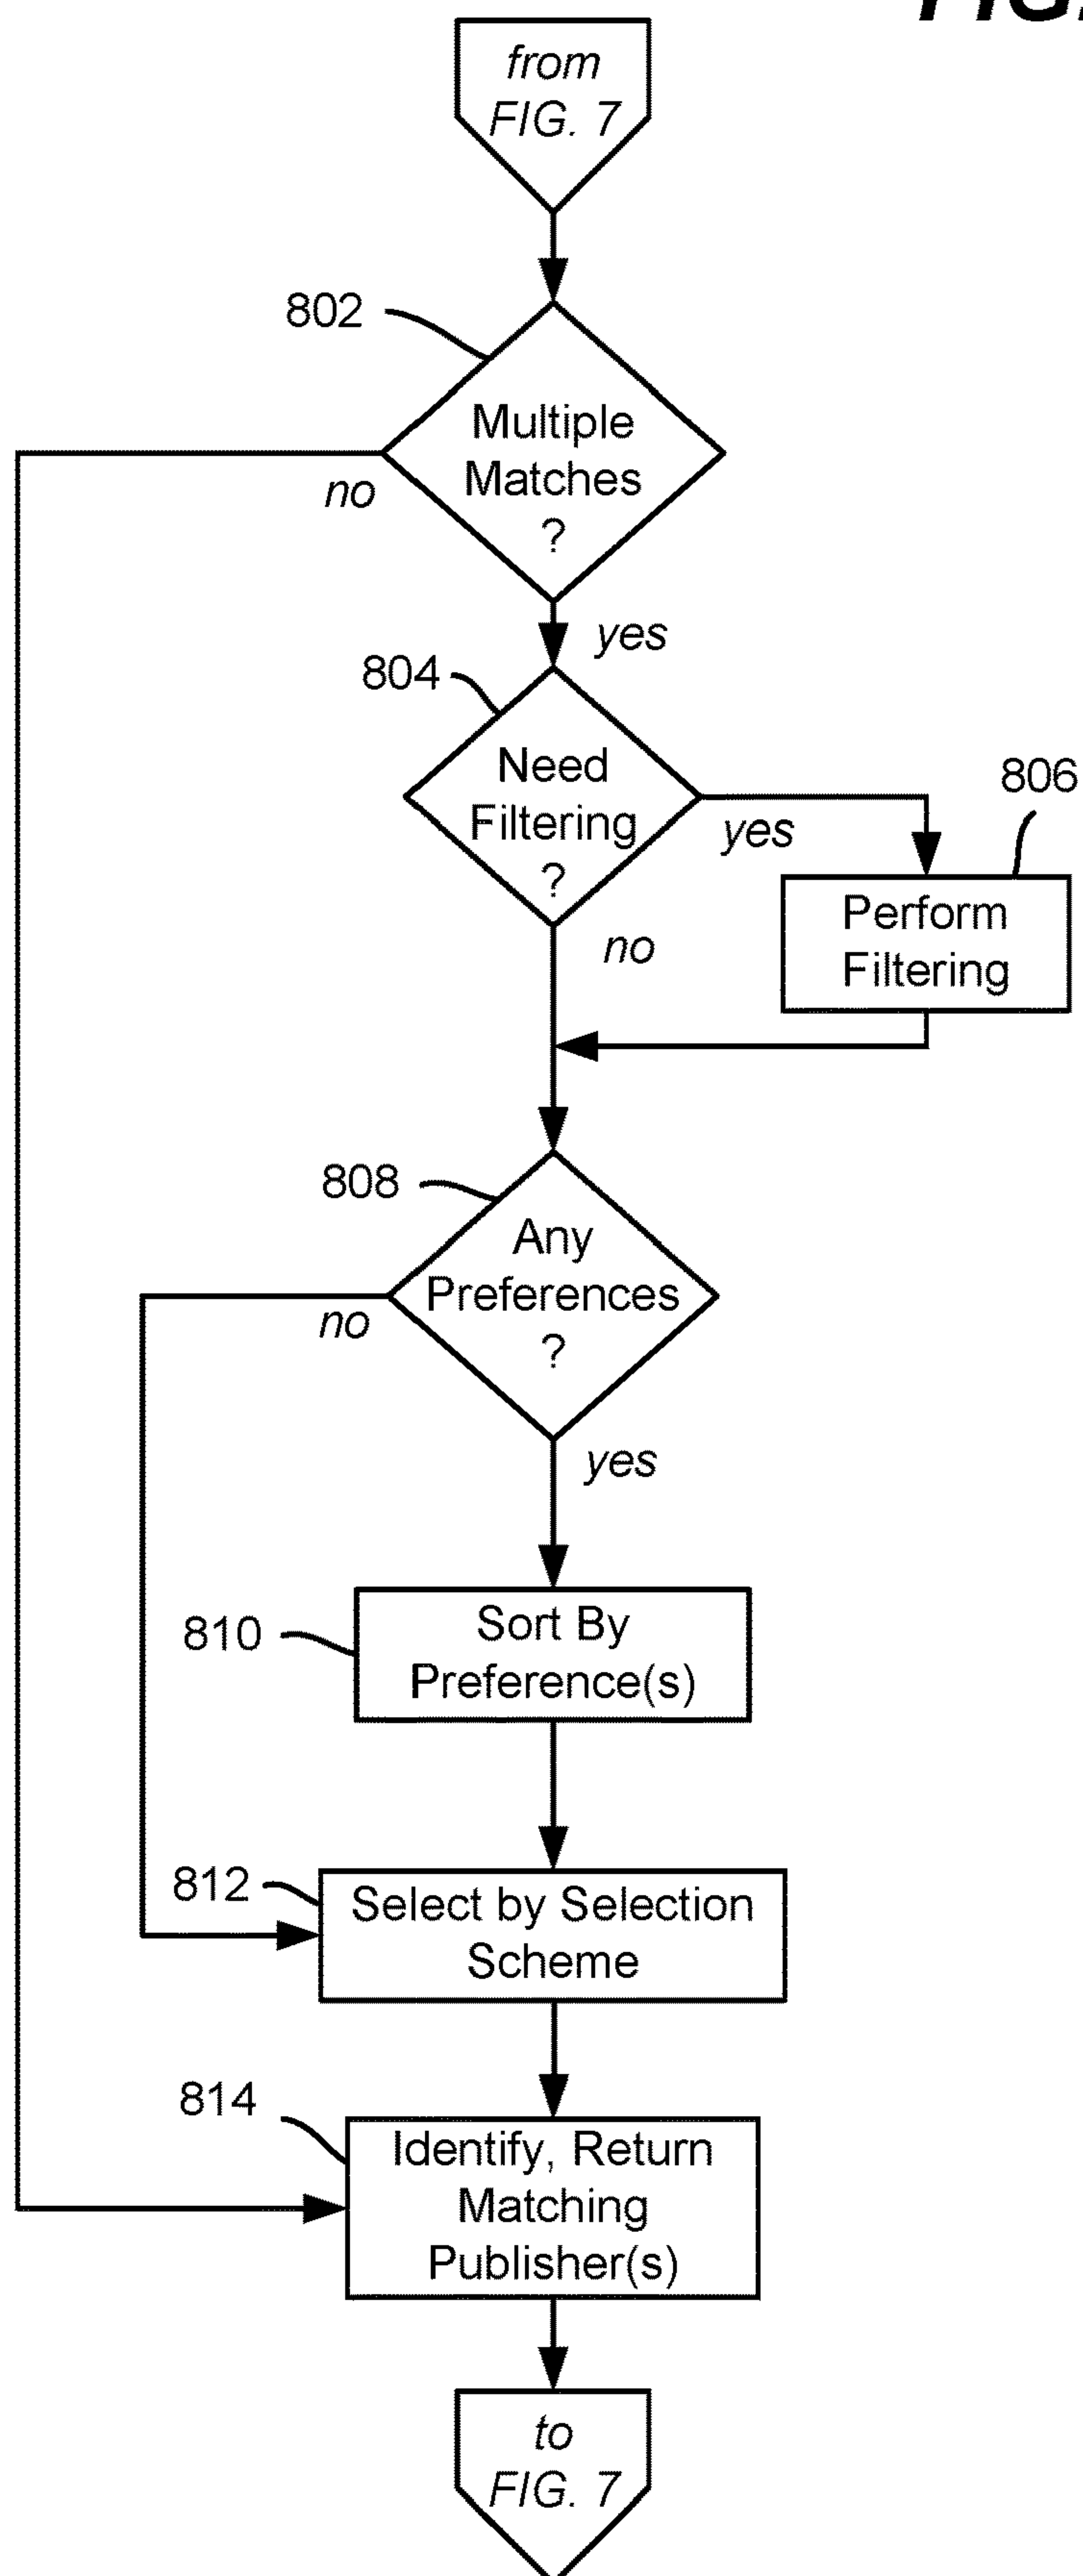 FIG.
from
FIG. 7
802
Multiple
Matches
?
no
yes
804
Need
Filtering
?
yes
806
Perform
Filtering
no
808
Any
Preferences
?
no
yes
810
Sort By
Preference(s)
812
Select by Selection
Scheme
814
Identify, Return
Matching
Publisher(s)
to
FIG. 7